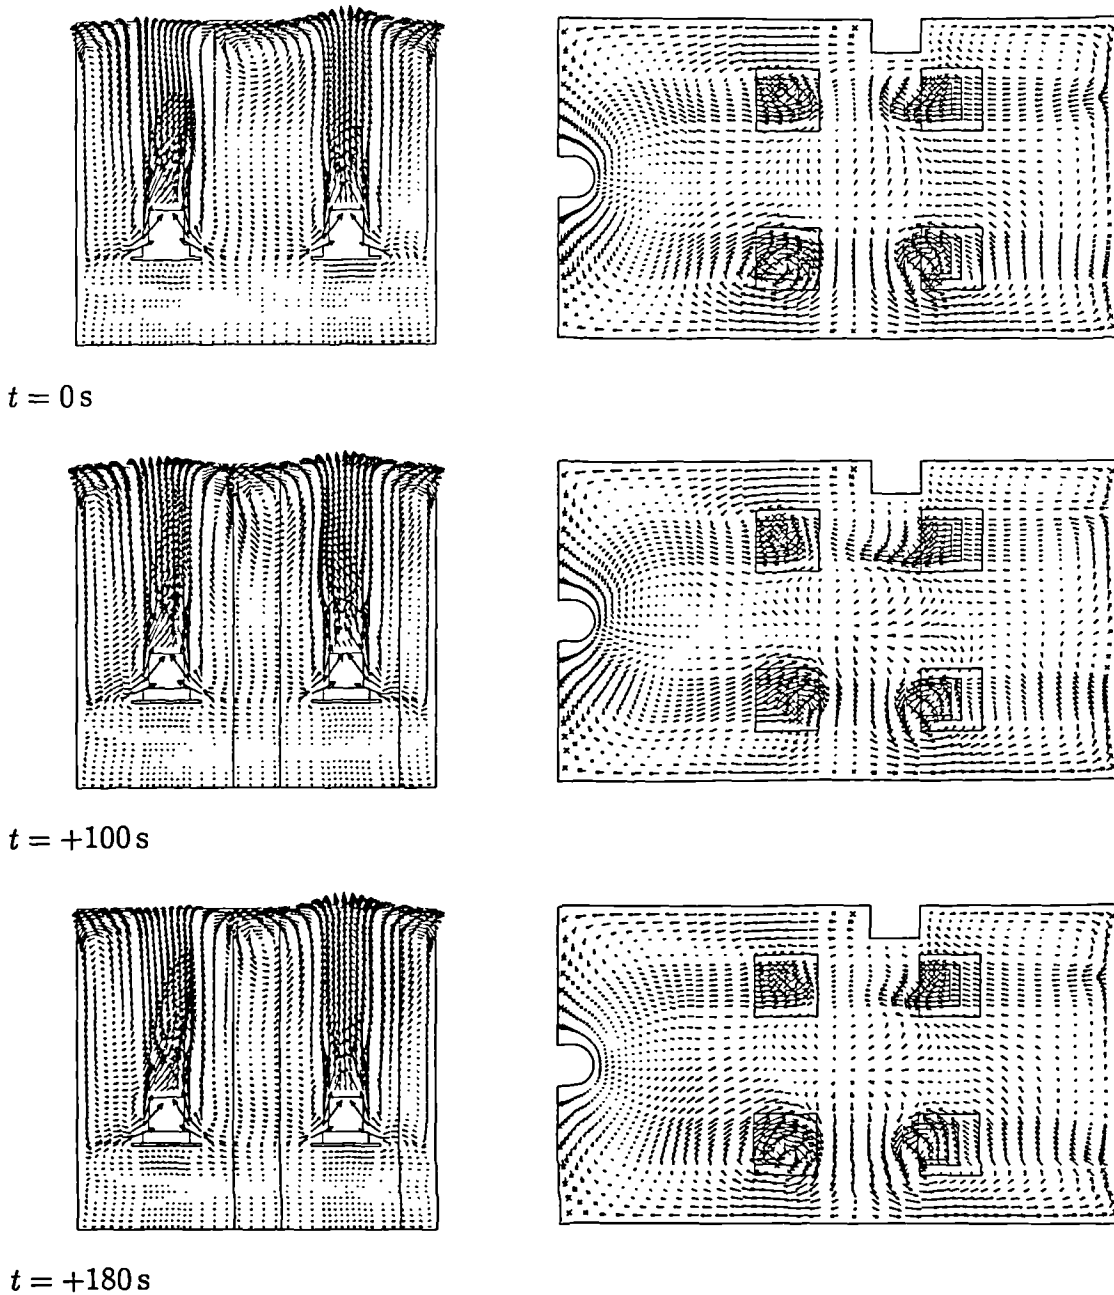 t = 0 s
t = +100 s
t = +180 s